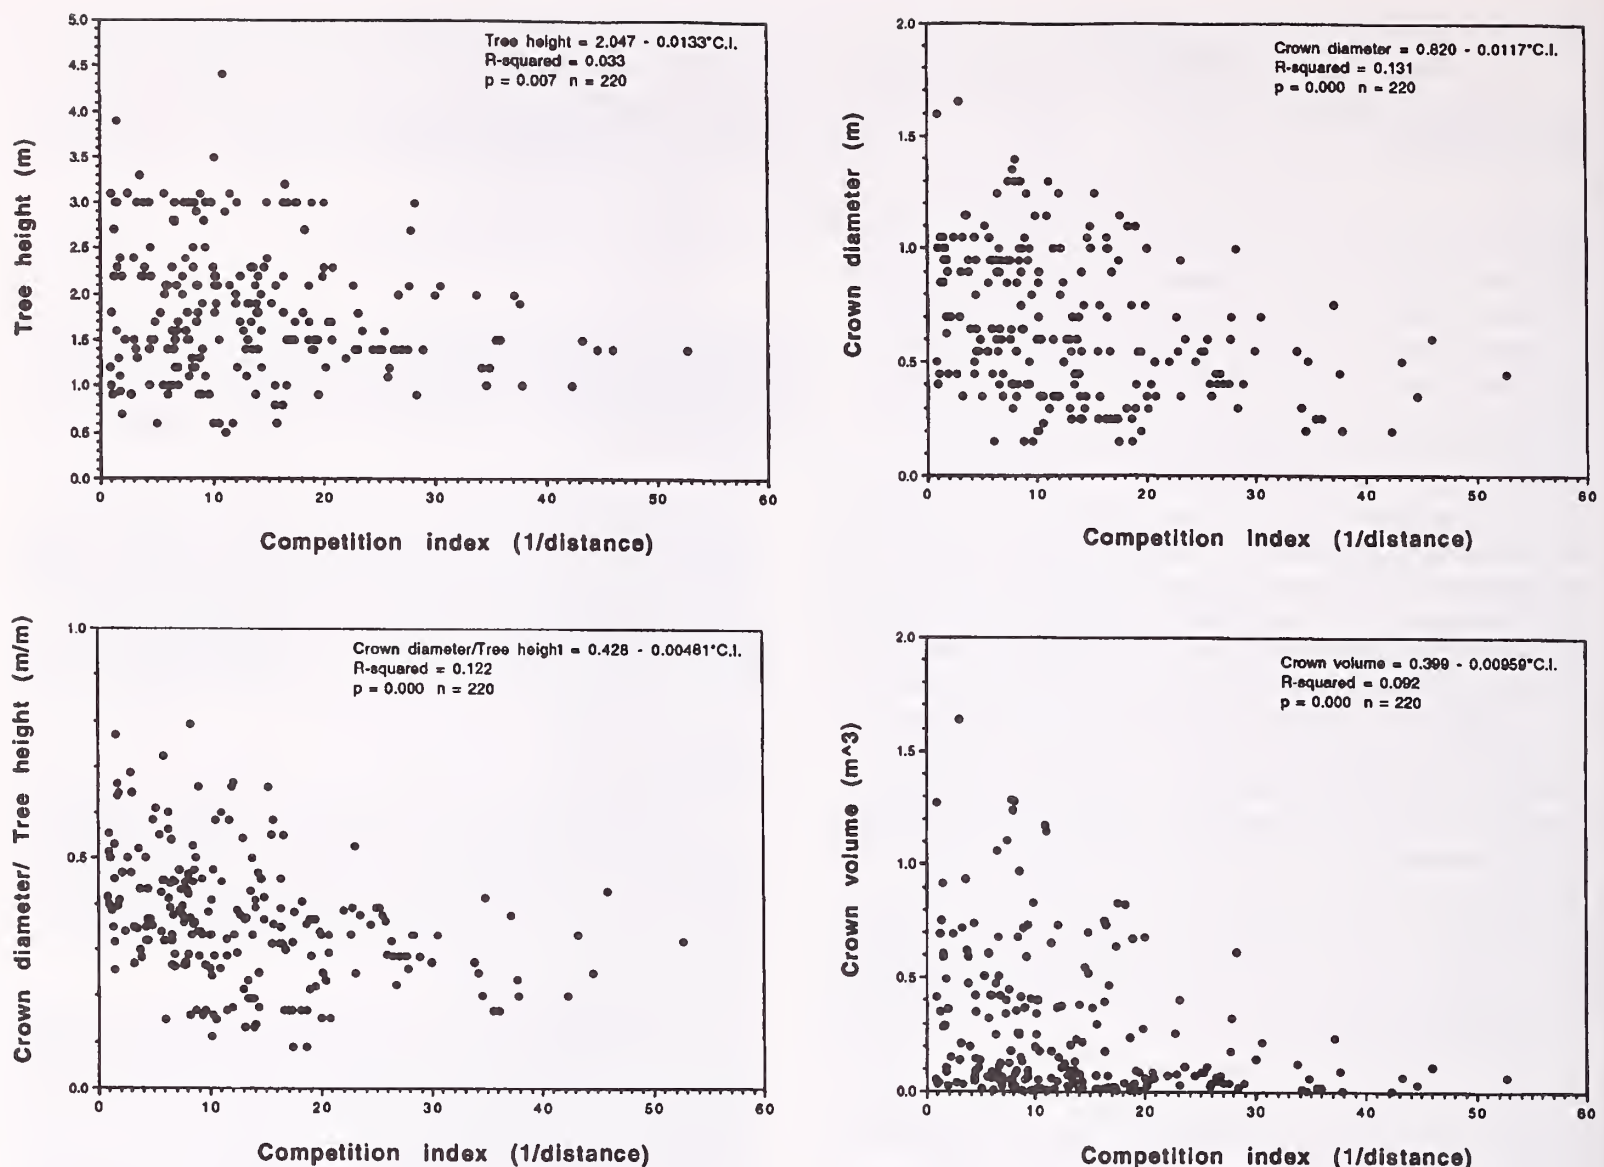 Tree height = 2.047 - 0.0133*C.I.
R-squared = 0.033
p = 0.007 n = 220
Tree height (m)
5.0
4.5
4.0
3.5
3.0
2.5
2.0
1.5
1.0
0.5
0.0
0 10 20 30 40 50 60
Competition index (1/distance)
Crown diameter = 0.820 - 0.0117*C.I.
R-squared = 0.131
p = 0.000 n = 220
Crown diameter (m)
2.0
1.5
1.0
0.5
0.0
0 10 20 30 40 50 60
Competition index (1/distance)
Crown diameter/Tree height = 0.428 - 0.00481*C.I.
R-squared = 0.122
p = 0.000 n = 220
Crown diameter/ Tree height (m/m)
1.0
0.5
0.0
0 10 20 30 40 50 60
Competition index (1/distance)
Crown volume = 0.399 - 0.00959*C.I.
R-squared = 0.092
p = 0.000 n = 220
Crown volume (m^3)
2.0
1.5
1.0
0.5
0.0
0 10 20 30 40 50 60
Competition index (1/distance)